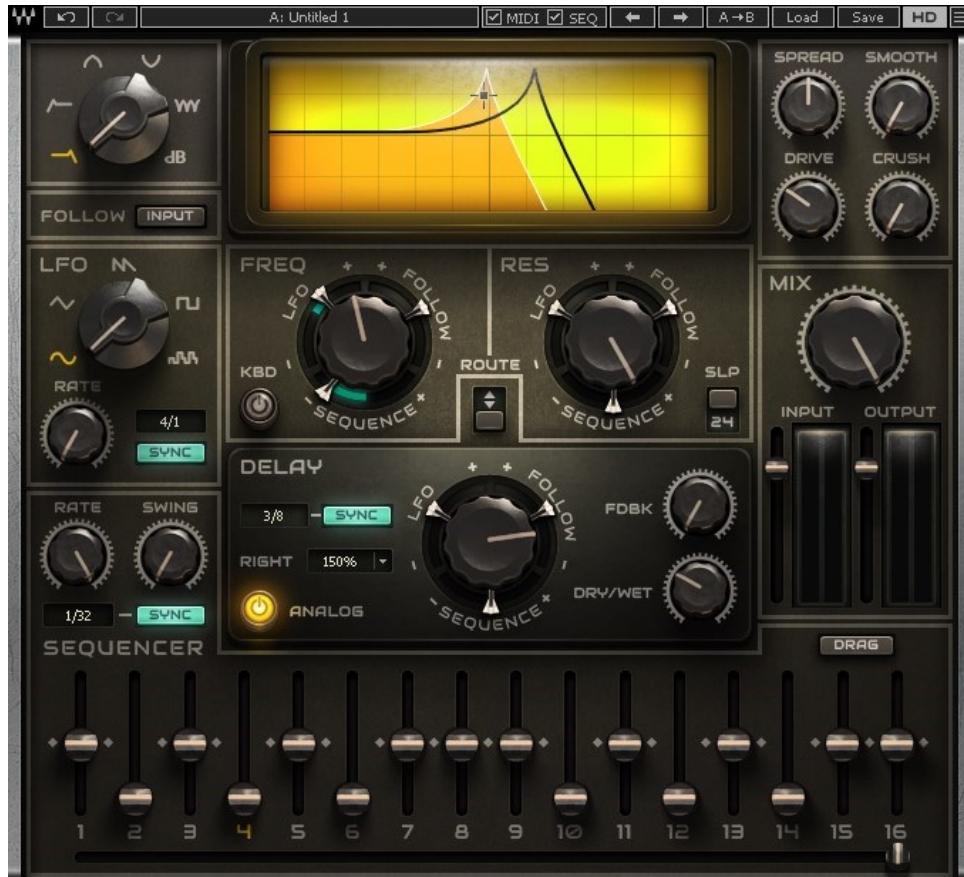 A: Untitled 1 MIDI SEQ A→B Load Save HD
SPREAD SMOOTH
dB
DRIVE CRUSH
FOLLOW INPUT
LFO
RATE
4/1
SYNC
FREQ
LFO FOLLOW
KBD
- SEQUENCE +
RES
LFO FOLLOW
ROUTE
SLP
24
- SEQUENCE +
MIX
INPUT OUTPUT
RATE SWING
1/32 SYNC
DELAY
3/8 SYNC
RIGHT 150%
ANALOG
LFO FOLLOW
- SEQUENCE +
FDBK
DRY/WET
SEQUENCER
DRAG
1 2 3 4 5 6 7 8 9 10 11 12 13 14 15 16